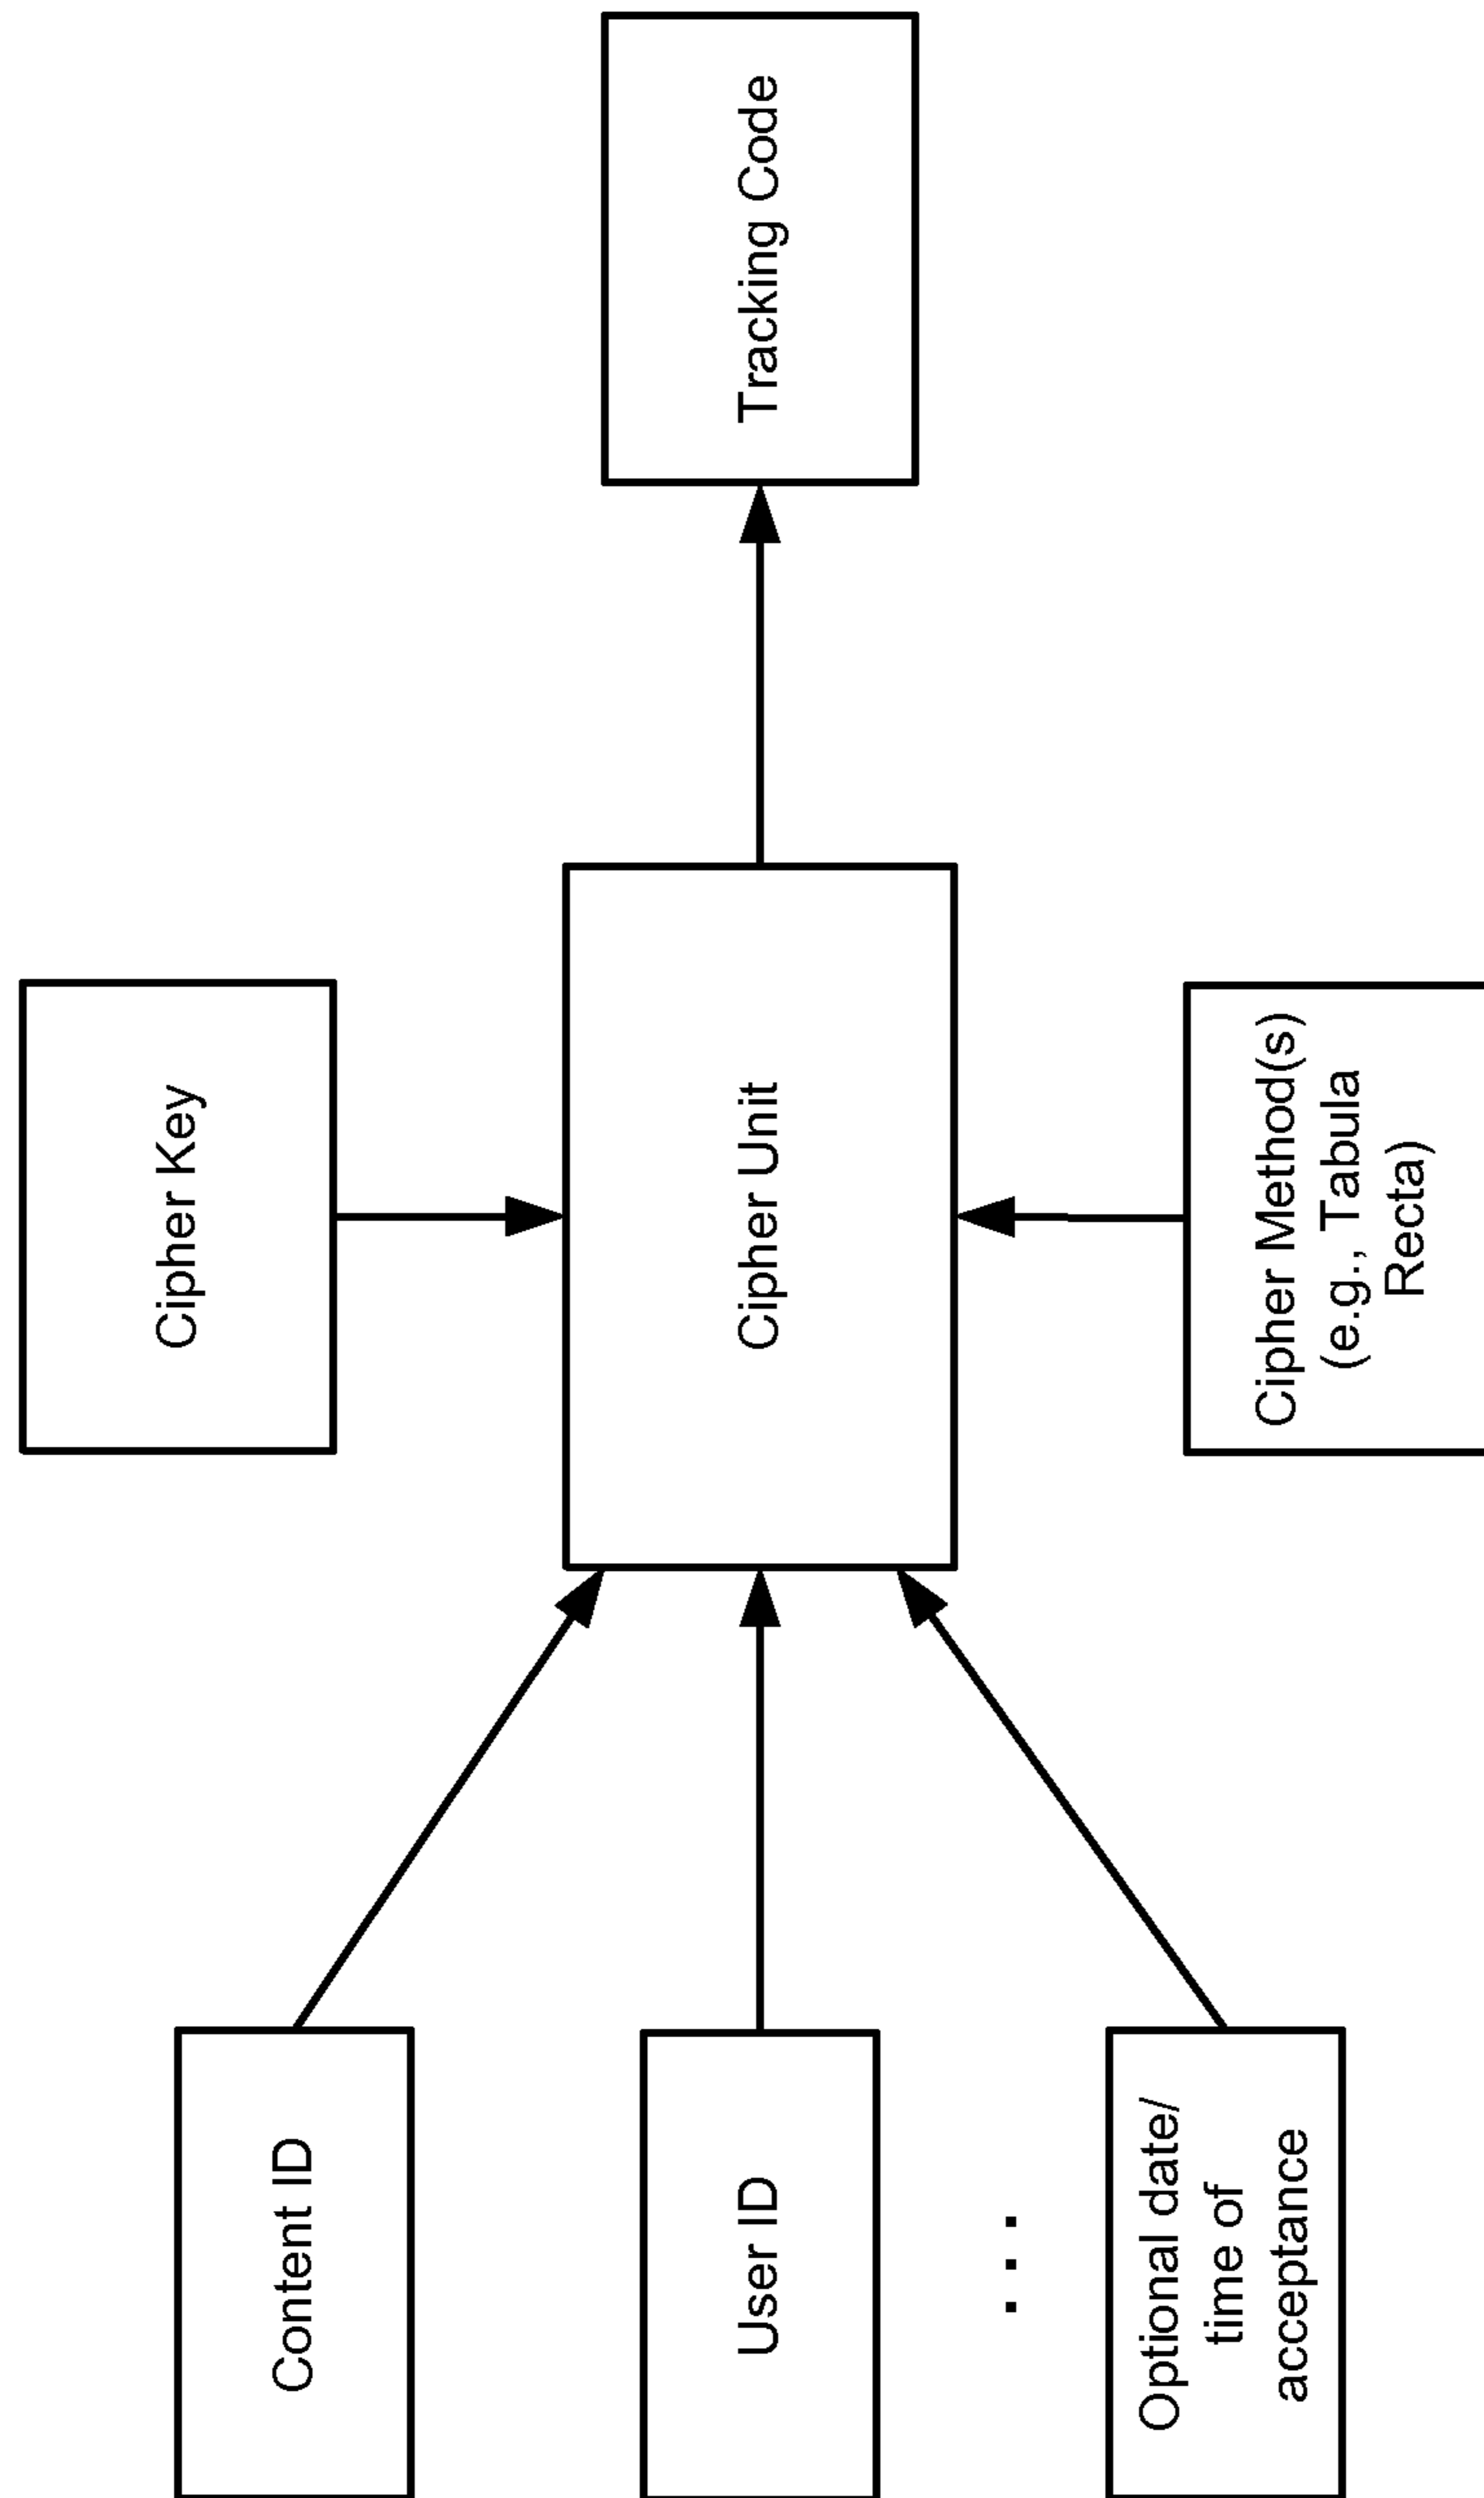 Cipher Key
Content ID
User ID
Cipher Unit
Tracking Code
. . .
Optional date/
time of
acceptance
Cipher Method(s)
(e.g., Tabula
Recta)